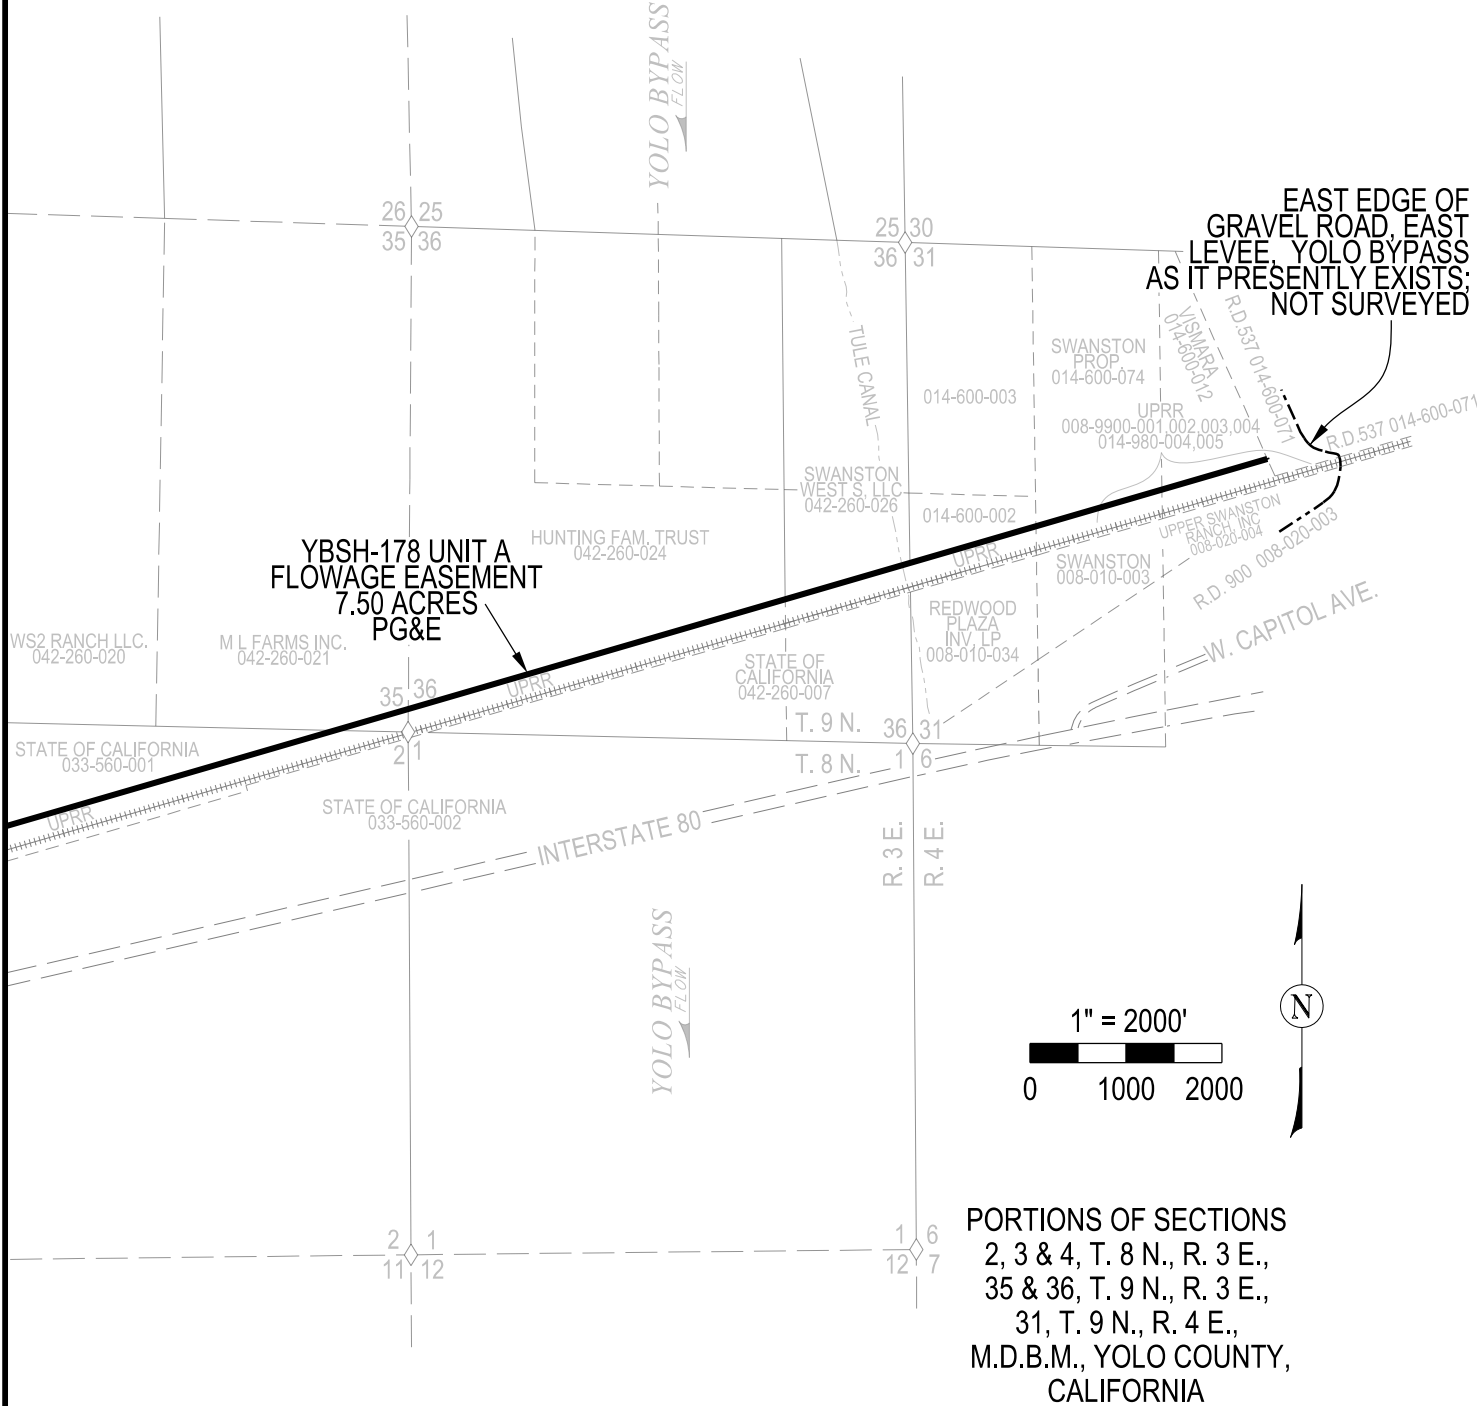 YOLO BYPASS
FLOW
EAST EDGE OF
GRAVEL ROAD, EAST
LEVEE, YOLO BYPASS
AS IT PRESENTLY EXISTS;
NOT SURVEYED
26 25
35 36
25 30
36 31
TULE CANAL
SWANSTON
PROP.
014-600-074
VISMARA
014-600-012
R.D.537 014-600-071
014-600-003
UPRR
008-9900-001,002,003,004
014-980-004,005
R.D.537 014-600-071
SWANSTON
WEST S. LLC
042-260-026
014-600-002
UPPER SWANSTON
RANCH, INC
008-020-004
R.D. 900 008-020-003
HUNTING FAM. TRUST
042-260-024
YBSH-178 UNIT A
FLOWAGE EASEMENT
7.50 ACRES
PG&E
UPRR
SWANSTON
008-010-003
REDWOOD
PLAZA
INV, LP
008-010-034
W. CAPITOL AVE.
WS2 RANCH LLC.
042-260-020
M L FARMS INC.
042-260-021
STATE OF
CALIFORNIA
042-260-007
UPRR
35 36
2 1
T. 9 N.
T. 8 N.
36 31
1 6
STATE OF CALIFORNIA
033-560-001
UPRR
STATE OF CALIFORNIA
033-560-002
INTERSTATE 80
R. 3 E.
R. 4 E.
YOLO BYPASS
FLOW
N
1" = 2000'
0 1000 2000
2 1
11 12
1 6
12 7
PORTIONS OF SECTIONS
2, 3 & 4, T. 8 N., R. 3 E.,
35 & 36, T. 9 N., R. 3 E.,
31, T. 9 N., R. 4 E.,
M.D.B.M., YOLO COUNTY,
CALIFORNIA